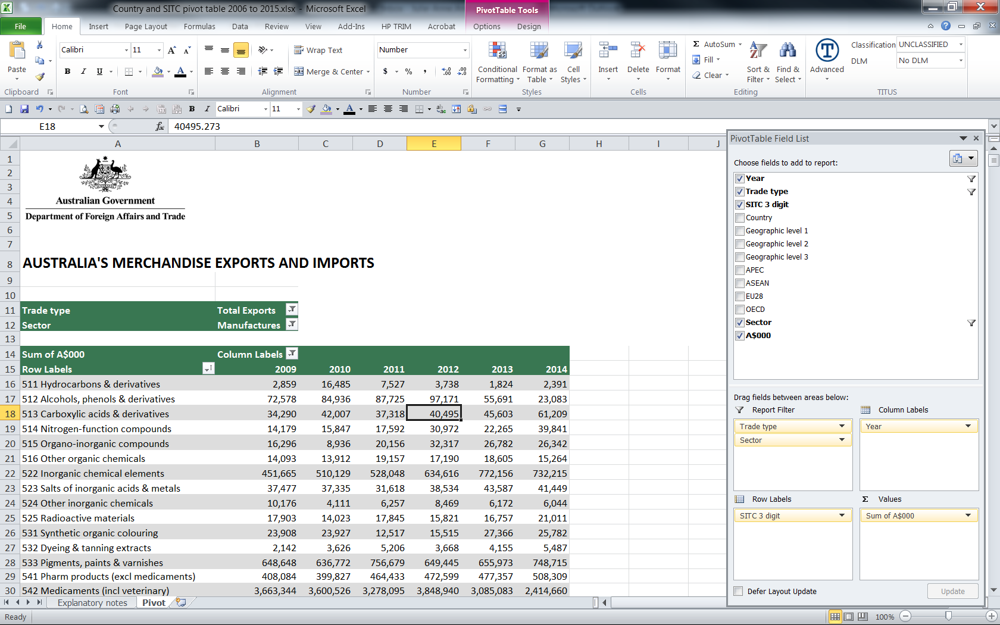 Country and SITC pivot table 2006 to 2015.xlsx - Microsoft Excel
PivotTable Tools
File Home Insert Page Layout Formulas Data Review View Add-Ins HP TRIM Acrobat Options Design
Calibri 11 Wrap Text Number AutoSum Classification UNCLASSIFIED
Paste B I U Merge & Center $ % Conditional Formatting Format as Table Cell Styles Insert Delete Format Fill Clear Sort & Filter Find & Select Advanced DLM No DLM
Clipboard Font Alignment Number Styles Cells Editing TITUS
B I Calibri 11 A
E18 fx 40495.273
A B C D E F G H I J
1
2
3
4 Australian Government
5 Department of Foreign Affairs and Trade
6
7
8 AUSTRALIA'S MERCHANDISE EXPORTS AND IMPORTS
9
10
11 Trade type Total Exports
12 Sector Manufactures
13
14 Sum of A$000 Column Labels
15 Row Labels 2009 2010 2011 2012 2013 2014
16 511 Hydrocarbons & derivatives 2,859 16,485 7,527 3,738 1,824 2,391
17 512 Alcohols, phenols & derivatives 72,578 84,936 87,725 97,171 55,691 23,083
18 513 Carboxylic acids & derivatives 34,290 42,007 37,318 40,495 45,603 61,209
19 514 Nitrogen-function compounds 14,179 15,847 17,592 30,972 22,265 39,841
20 515 Organo-inorganic compounds 16,296 8,936 20,156 32,317 26,782 26,342
21 516 Other organic chemicals 14,093 13,912 19,157 17,190 18,605 15,264
22 522 Inorganic chemical elements 451,665 510,129 528,048 634,616 772,156 732,215
23 523 Salts of inorganic acids & metals 37,477 37,335 31,618 38,534 43,587 41,449
24 524 Other inorganic chemicals 10,176 4,111 6,257 8,469 6,172 6,044
25 525 Radioactive materials 17,903 14,023 17,845 15,821 16,757 21,011
26 531 Synthetic organic colouring 23,908 23,927 12,517 15,515 27,366 25,782
27 532 Dyeing & tanning extracts 2,142 3,626 5,206 3,668 4,155 5,487
28 533 Pigments, paints & varnishes 648,648 636,772 756,679 649,445 655,973 748,715
29 541 Pharm products (excl medicaments) 408,084 399,827 464,433 472,599 477,357 508,309
30 542 Medicaments (incl veterinary) 3,663,344 3,600,526 3,278,095 3,848,940 3,085,083 2,414,660
PivotTable Field List
Choose fields to add to report:
Year
Trade type
SITC 3 digit
Country
Geographic level 1
Geographic level 2
Geographic level 3
APEC
ASEAN
EU28
OECD
Sector
A$000
Drag fields between areas below:
Report Filter Column Labels
Trade type Year
Sector
Row Labels Σ Values
SITC 3 digit Sum of A$000
Defer Layout Update Update
Explanatory notes Pivot
Ready 100%